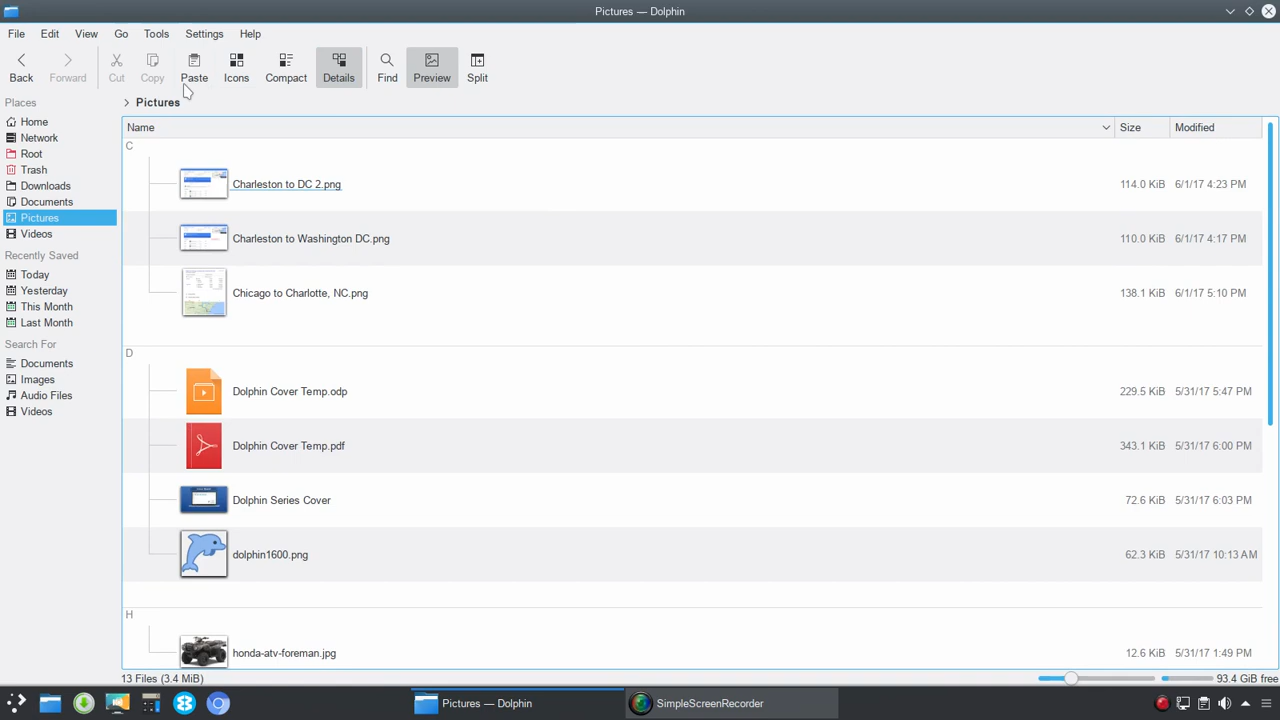 Pictures — Dolphin
File Edit View Go Tools Settings Help
Back Forward Cut Copy Paste Icons Compact Details Find Preview Split
Places
Home
Network
Root
Trash
Downloads
Documents
Pictures
Videos
Recently Saved
Today
Yesterday
This Month
Last Month
Search For
Documents
Images
Audio Files
Videos
Pictures
Name Size Modified
C
Charleston to DC 2.png 114.0 KiB 6/1/17 4:23 PM
Charleston to Washington DC.png 110.0 KiB 6/1/17 4:17 PM
Chicago to Charlotte, NC.png 138.1 KiB 6/1/17 5:10 PM
D
Dolphin Cover Temp.odp 229.5 KiB 5/31/17 5:47 PM
Dolphin Cover Temp.pdf 343.1 KiB 5/31/17 6:00 PM
Dolphin Series Cover 72.6 KiB 5/31/17 6:03 PM
dolphin1600.png 62.3 KiB 5/31/17 10:13 AM
H
honda-atv-foreman.jpg 12.6 KiB 5/31/17 1:49 PM
13 Files (3.4 MiB) 93.4 GiB free
Pictures — Dolphin SimpleScreenRecorder